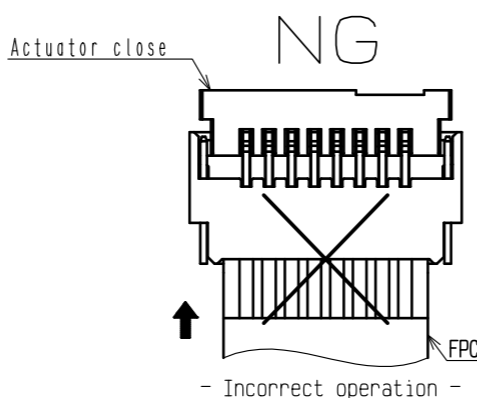 NG
Actuator close
FPC
- Incorrect operation -